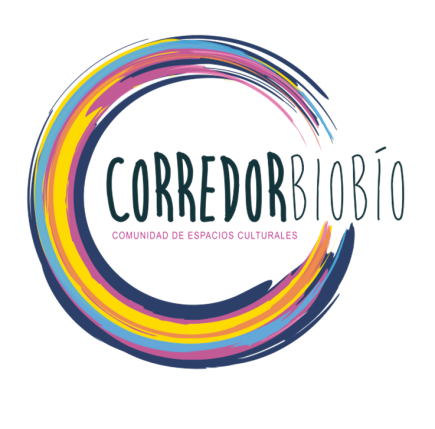 CORREDORBIOBÍO
COMUNIDAD DE ESPACIOS CULTURALES